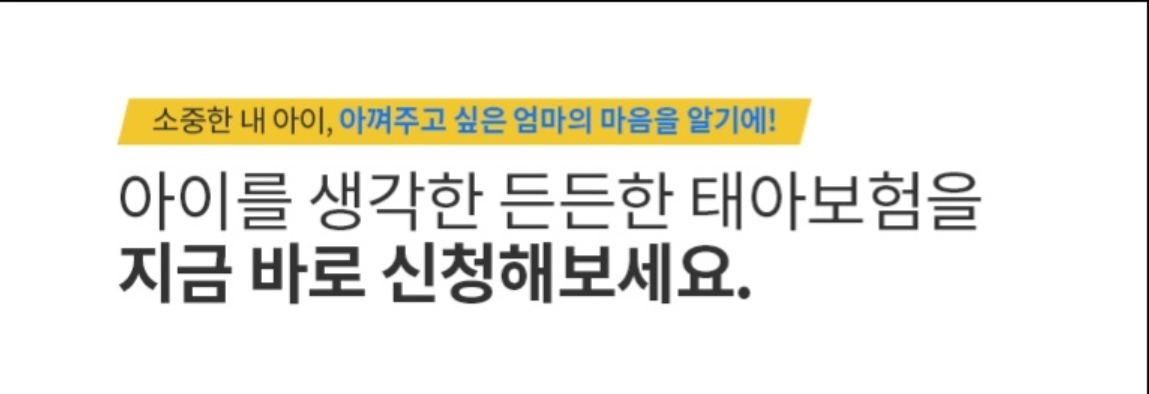 소중한 내 아이, 아껴주고 싶은 엄마의 마음을 알기에!
아이를 생각한 든든한 태아보험을
지금 바로 신청해보세요.